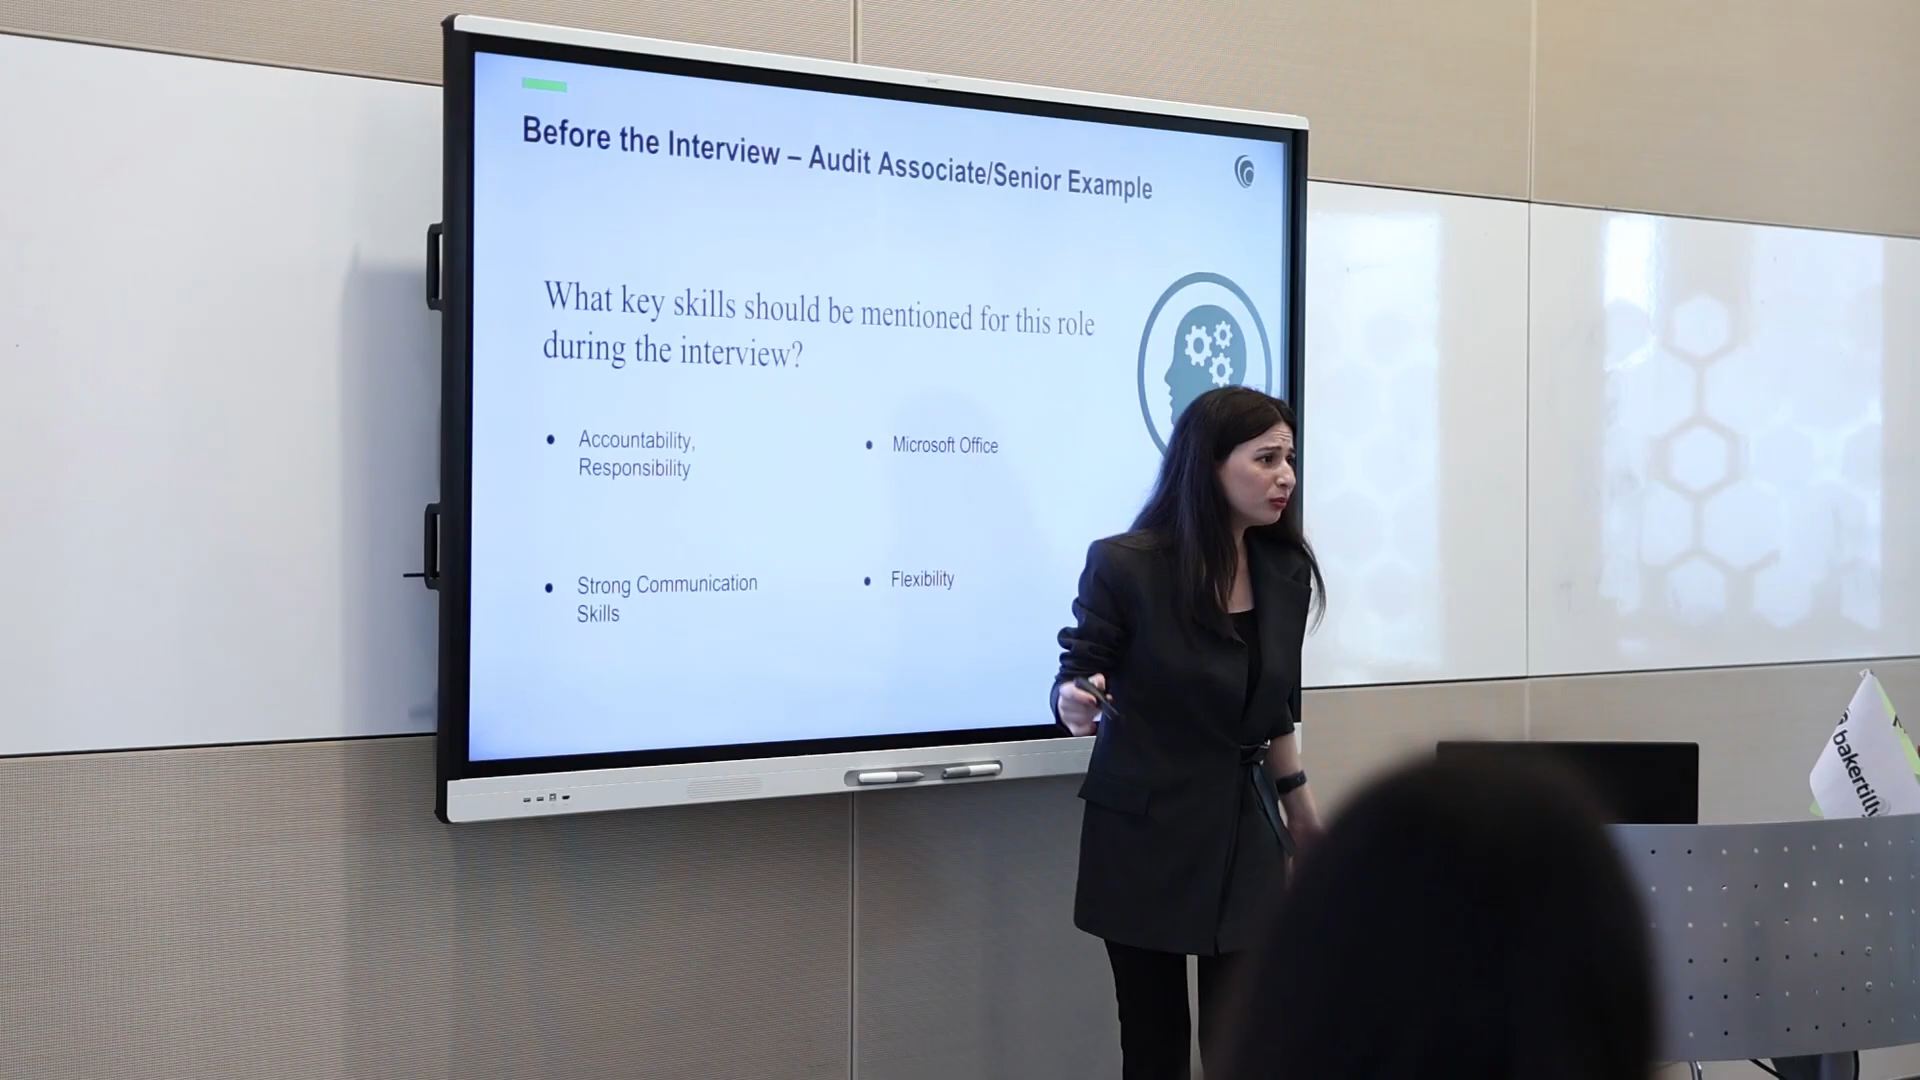 Before the Interview – Audit Associate/Senior Example
What key skills should be mentioned for this role
during the interview?
Accountability,
Responsibility
Microsoft Office
Strong Communication
Skills
Flexibility
bakertilly